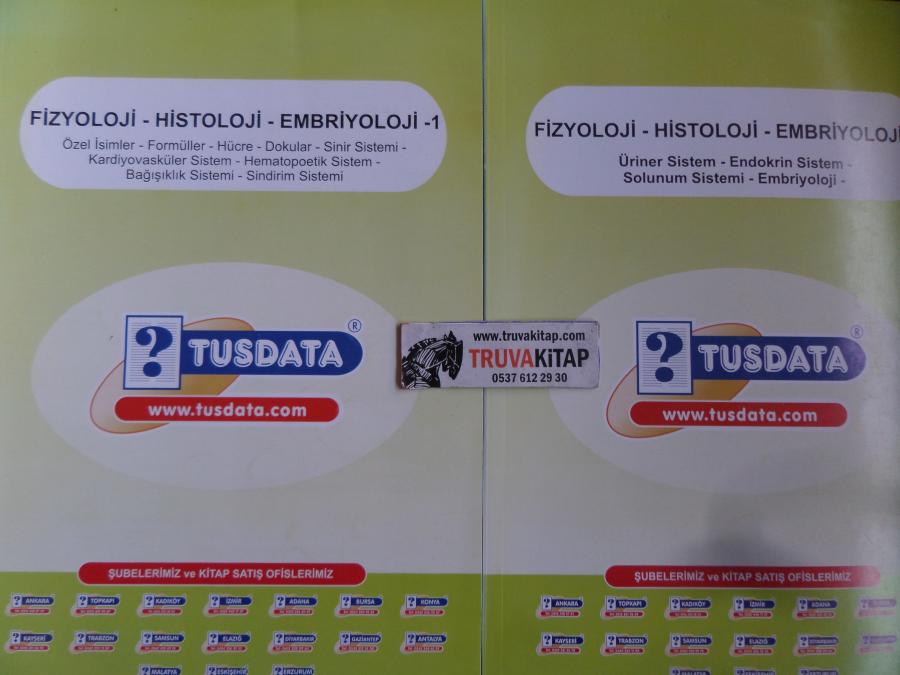 FİZYOLOJİ - HİSTOLOJİ - EMBRİYOLOJİ -1
Özel İsimler - Formüller - Hücre - Dokular - Sinir Sistemi -
Kardiyovasküler Sistem - Hematopoetik Sistem -
Bağışıklık Sistemi - Sindirim Sistemi
?
TUSDATA ®
www.tusdata.com
ŞUBELERİMİZ ve KİTAP SATIŞ OFİSLERİMİZ
? ANKARA
? TOPKAPI
? KADIKÖY
? İZMİR
? ADANA
? BURSA
? KONYA
? KAYSERİ
? TRABZON
? SAMSUN
? ELAZIĞ
? DİYARBAKIR
? GAZİANTEP
? ANTALYA
? MALATYA
? ESKİŞEHİR
? ERZURUM
www.truvakitap.com
TRUVAKİTAP
0537 612 29 30
FİZYOLOJİ - HİSTOLOJİ - EMBRİYOLOJİ
Üriner Sistem - Endokrin Sistem -
Solunum Sistemi - Embriyoloji -
?
TUSDATA ®
www.tusdata.com
ŞUBELERİMİZ ve KİTAP SATIŞ OFİSLERİMİZ
? ANKARA
? TOPKAPI
? KADIKÖY
? İZMİR
? ADANA
? KAYSERİ
? TRABZON
? SAMSUN
? ELAZIĞ
? DİYARBAKIR